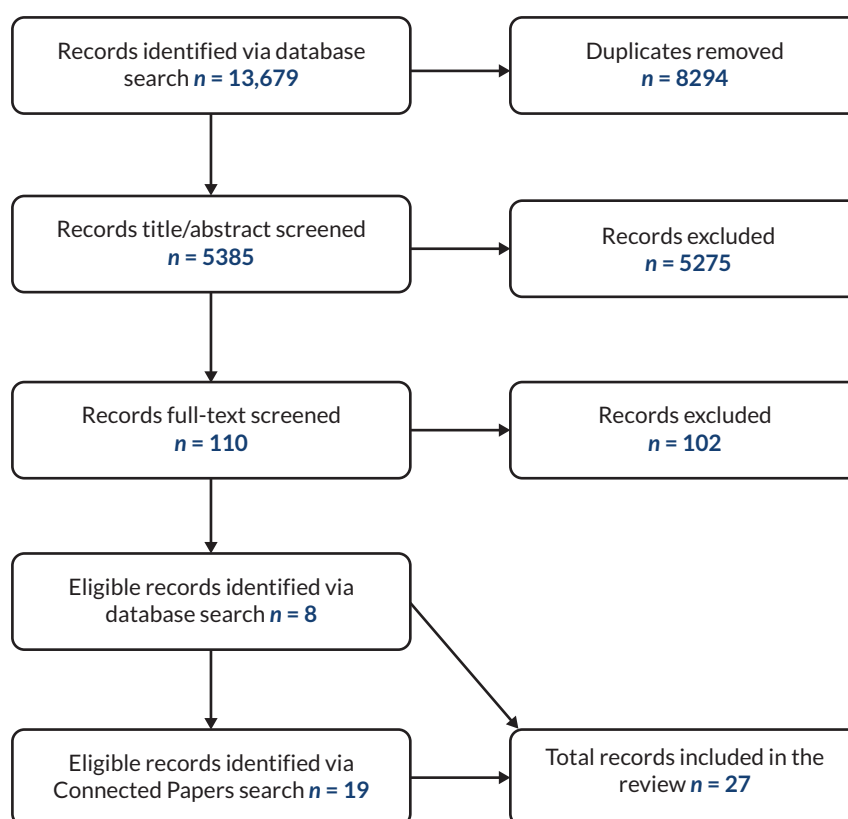 Records identified via database
search n = 13,679
Duplicates removed
n = 8294
Records title/abstract screened
n = 5385
Records excluded
n = 5275
Records full-text screened
n = 110
Records excluded
n = 102
Eligible records identified via
database search n = 8
Eligible records identified via
Connected Papers search n = 19
Total records included in the
review n = 27